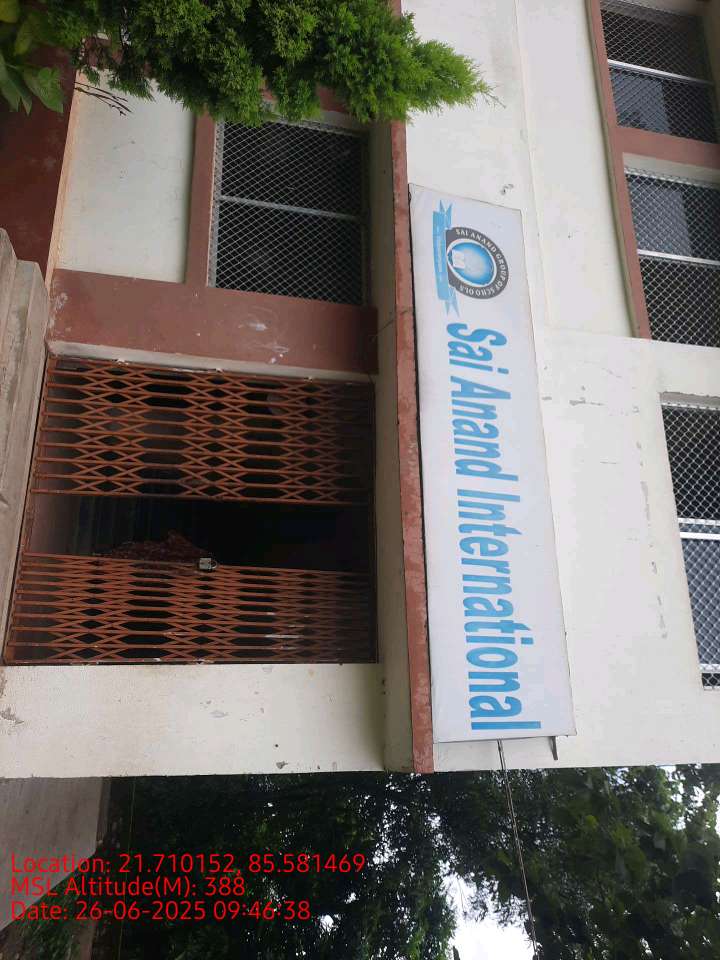 SAI ANAND GROUP OF SCHOOLS
Sai Anand International
Location: 21.710152, 85.581469
MSL Altitude(M): 388
Date: 26-06-2025 09:46:38